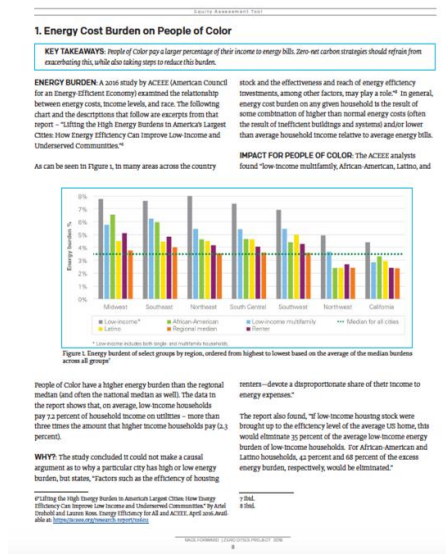 Equity Assessment Tool
1. Energy Cost Burden on People of Color
KEY TAKEAWAYS: People of Color pay a larger percentage of their income to energy bills. Zero-net carbon strategies should refrain from
exacerbating this, while also taking steps to reduce this burden.
ENERGY BURDEN: A 2016 study by ACEEE (American Council
for an Energy-Efficient Economy) examined the relationship
between energy costs, income levels, and race. The following
chart and the descriptions that follow are excerpts from that
report – "Lifting the High Energy Burdens in America's Largest
Cities: How Energy Efficiency Can Improve Low-Income and
Underserved Communities."6
As can be seen in Figure 1, in many areas across the country
stock and the effectiveness and reach of energy efficiency
investments, among other factors, may play a role."6 In general,
energy cost burden on any given household is the result of
some combination of higher than normal energy costs (often
the result of inefficient buildings and systems) and/or lower
than average household income relative to average energy bills.
IMPACT FOR PEOPLE OF COLOR: The ACEEE analysis
found "low-income multifamily, African-American, Latino, and
Energy burden %
8%
7%
6%
5%
4%
3%
2%
1%
0%
Midwest Southeast Northeast South Central Southwest Northwest California
Low-income* African-American Low-income multifamily Median for all cities
Latino Regional median Renter
* Low-income includes both single- and multifamily households.
Figure 1. Energy burden of select groups by region, ordered from highest to lowest based on the average of the median burdens
across all groups7
People of Color have a higher energy burden than the regional
median (and often the national median as well). The data in
the report shows that, on average, low-income households
pay 7.2 percent of household income on utilities – more than
three times the amount that higher income households pay (2.3
percent).
WHY?: The study concluded it could not make a causal
argument as to why a particular city has high or low energy
burden, but states, "Factors such as the efficiency of housing
renters—devote a disproportionate share of their income to
energy expenses."
The report also found, "If low-income housing stock were
brought up to the efficiency level of the average US home, this
would eliminate 35 percent of the average low-income energy
burden of low-income households. For African-American and
Latino households, 42 percent and 68 percent of the excess
energy burden, respectively, would be eliminated."
6 "Lifting the High Energy Burden in America's Largest Cities: How Energy
Efficiency Can Improve Low Income and Underserved Communities." By Ariel
Drehobl and Lauren Ross. Energy Efficiency for All and ACEEE, April 2016. Avail-
able at:
7 Ibid.
8 Ibid.
2018
8